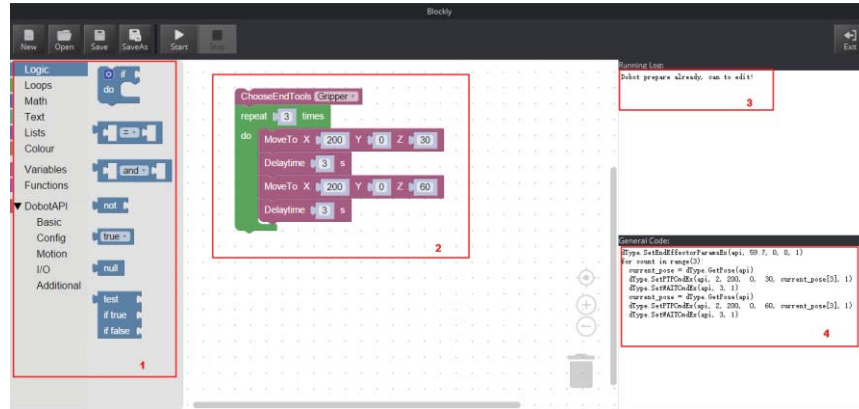 Blockly
New Open Save SaveAs Start Stop Exit
Logic
Loops
Math
Text
Lists
Colour
Variables
Functions
DobotAPI
Basic
Config
Motion
I/O
Additional
if
do
=
and
not
true
null
test
if true
if false
1
ChooseEndTools Gripper
repeat 3 times
do MoveTo X 200 Y 0 Z 30
Delaytime 3 s
MoveTo X 200 Y 0 Z 60
Delaytime 3 s
2
Running Log:
Dobot prepare already, can to edit!
3
General Code:
dType.SetEndEffectorParamsEx(api, 59.7, 0, 0, 1)
for count in range(3):
current_pose = dType.GetPose(api)
dType.SetPTPCmdEx(api, 2, 200, 0, 30, current_pose[3], 1)
dType.SetWAITCmdEx(api, 3, 1)
current_pose = dType.GetPose(api)
dType.SetPTPCmdEx(api, 2, 200, 0, 60, current_pose[3], 1)
dType.SetWAITCmdEx(api, 3, 1)
4